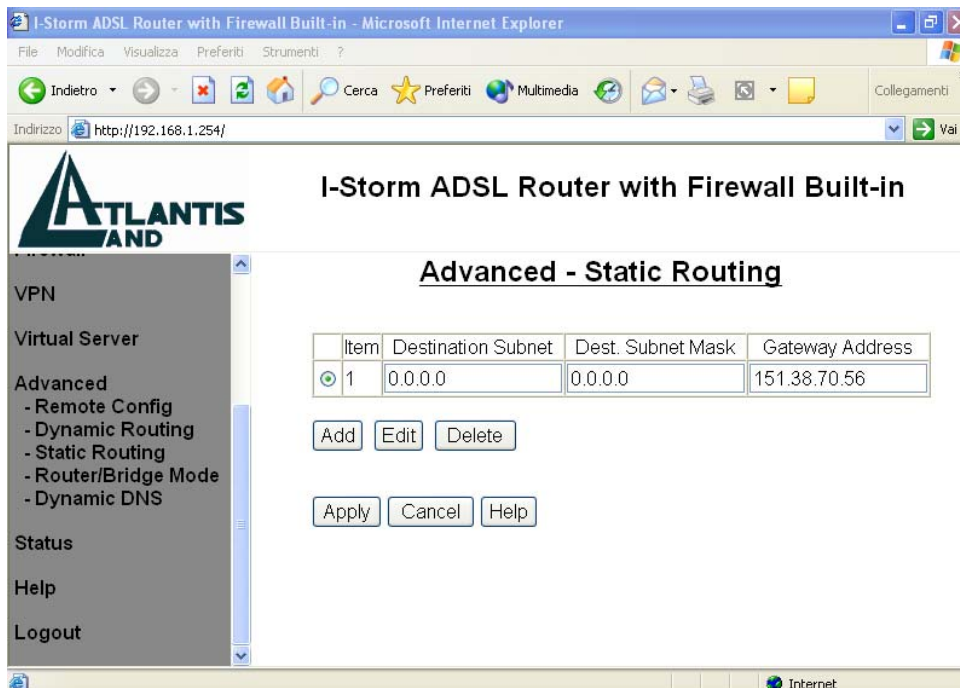 I-Storm ADSL Router with Firewall Built-in - Microsoft Internet Explorer
File Modifica Visualizza Preferiti Strumenti ?
Indietro Cerca Preferiti Multimedia Collegamenti
Indirizzo http://192.168.1.254/ Vai
ATLANTIS
LAND
I-Storm ADSL Router with Firewall Built-in
VPN
Virtual Server
Advanced
- Remote Config
- Dynamic Routing
- Static Routing
- Router/Bridge Mode
- Dynamic DNS
Status
Help
Logout
Advanced - Static Routing
Item Destination Subnet Dest. Subnet Mask Gateway Address
1 0.0.0.0 0.0.0.0 151.38.70.56
Add Edit Delete
Apply Cancel Help
Internet